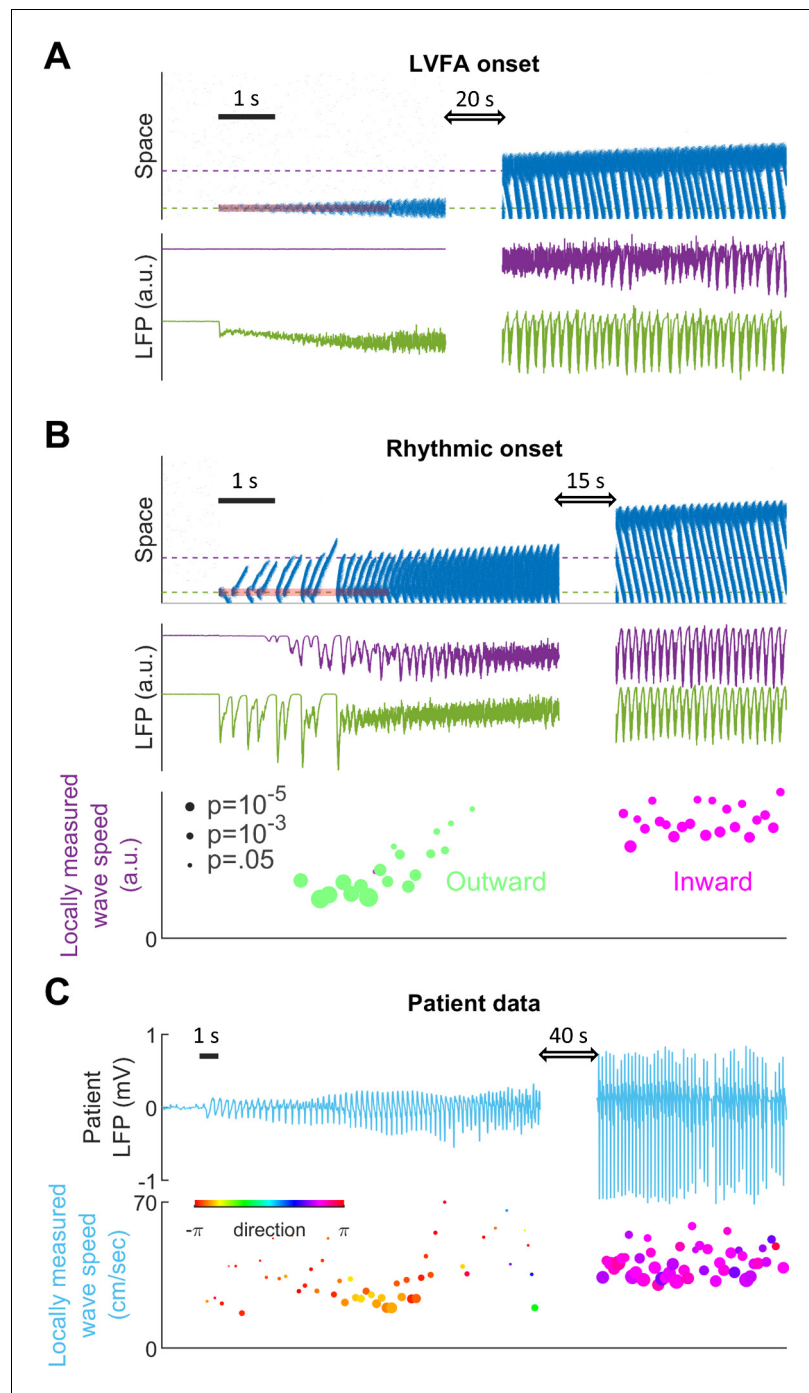 A
LVFA onset
1 s
20 s
Space
LFP (a.u.)
B
Rhythmic onset
1 s
15 s
Space
LFP (a.u.)
Locally measured
wave speed
(a.u.)
p=10^-5
p=10^-3
p=.05
Outward
Inward
0
C
Patient data
1 s
40 s
Patient
LFP (mV)
1
0
-1
Locally measured
wave speed
(cm/sec)
70
0
-π direction π